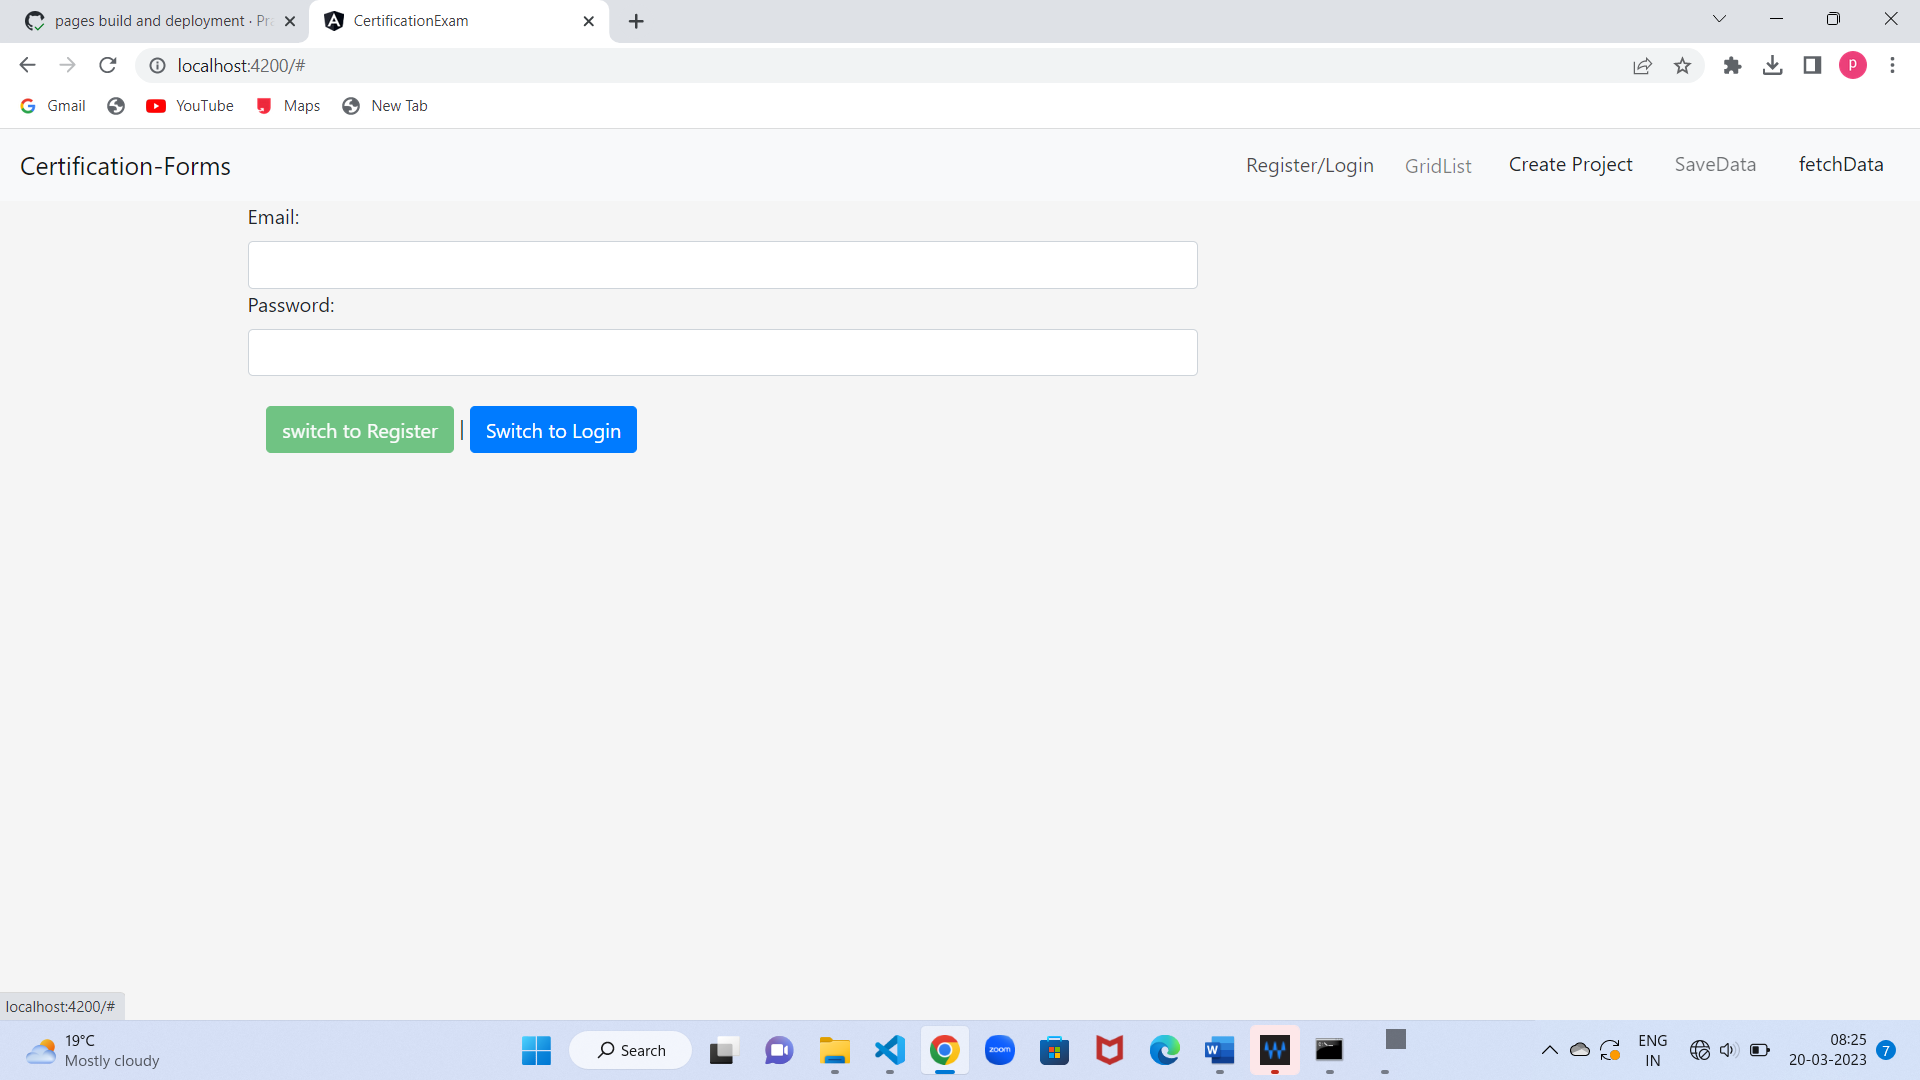 pages build and deployment · Pra
CertificationExam
localhost:4200/#
P
Gmail
YouTube
Maps
New Tab
Certification-Forms
Register/Login
GridList
Create Project
SaveData
fetchData
Email:
Password:
switch to Register | Switch to Login
localhost:4200/#
19°C
Mostly cloudy
Search
zoom
W
ENG
IN
08:25
20-03-2023
7